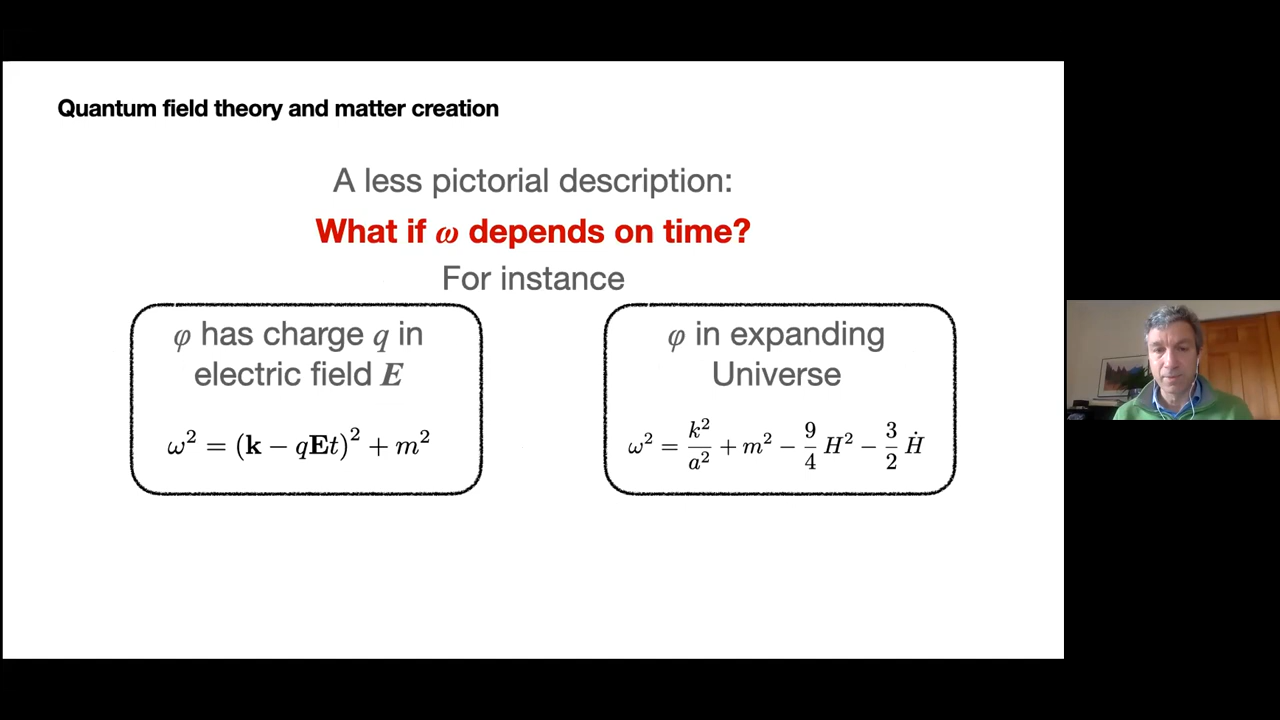 Quantum field theory and matter creation
A less pictorial description:
What if ω depends on time?
For instance
φ has charge q in
electric field E
ω² = (k − qEt)² + m²
φ in expanding
Universe
ω² = k²/a² + m² − 9/4 H² − 3/2 Ḣ